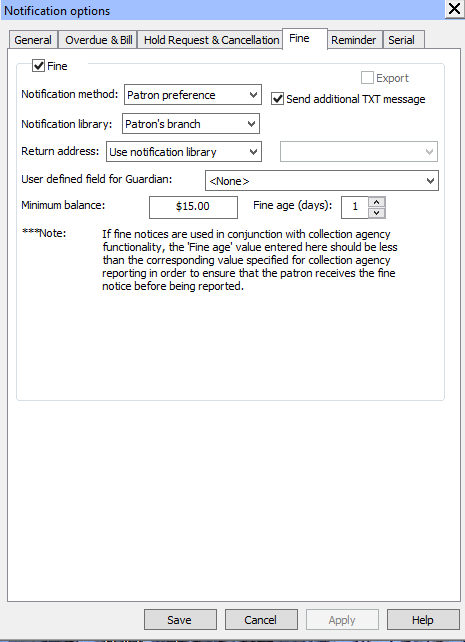 Notification options
General Overdue & Bill Hold Request & Cancellation Fine Reminder Serial
Fine
Export
Notification method: Patron preference Send additional TXT message
Notification library: Patron's branch
Return address: Use notification library
User defined field for Guardian: <None>
Minimum balance: $15.00 Fine age (days): 1
***Note: If fine notices are used in conjunction with collection agency
functionality, the 'Fine age' value entered here should be less
than the corresponding value specified for collection agency
reporting in order to ensure that the patron receives the fine
notice before being reported.
Save Cancel Apply Help